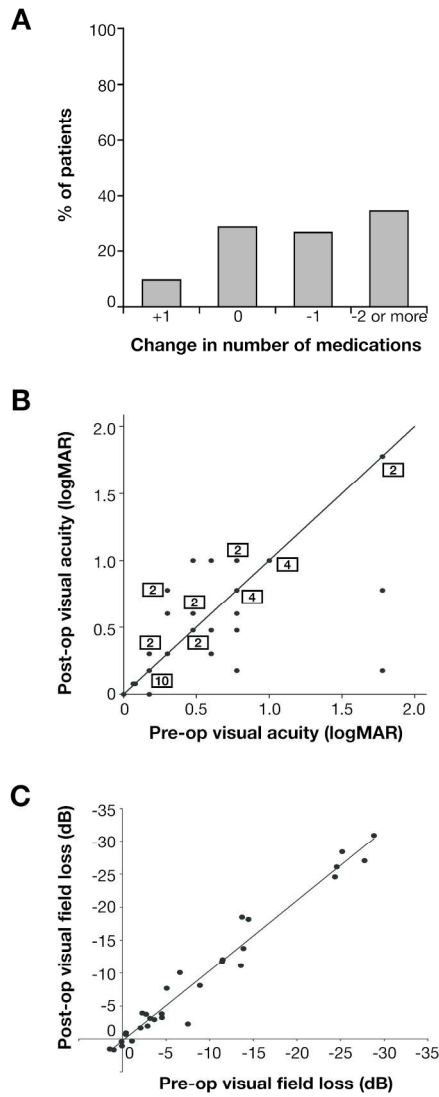 A
100
80
60
40
20
0
% of patients
+1 0 -1 -2 or more
Change in number of medications
B
2.0
1.5
1.0
0.5
0
Post-op visual acuity (logMAR)
2
2
4
2
4
2
2
2
10
0 0.5 1.0 1.5 2.0
Pre-op visual acuity (logMAR)
C
-35
-30
-25
-20
-15
-10
-5
0
Post-op visual field loss (dB)
0 -5 -10 -15 -20 -25 -30 -35
Pre-op visual field loss (dB)